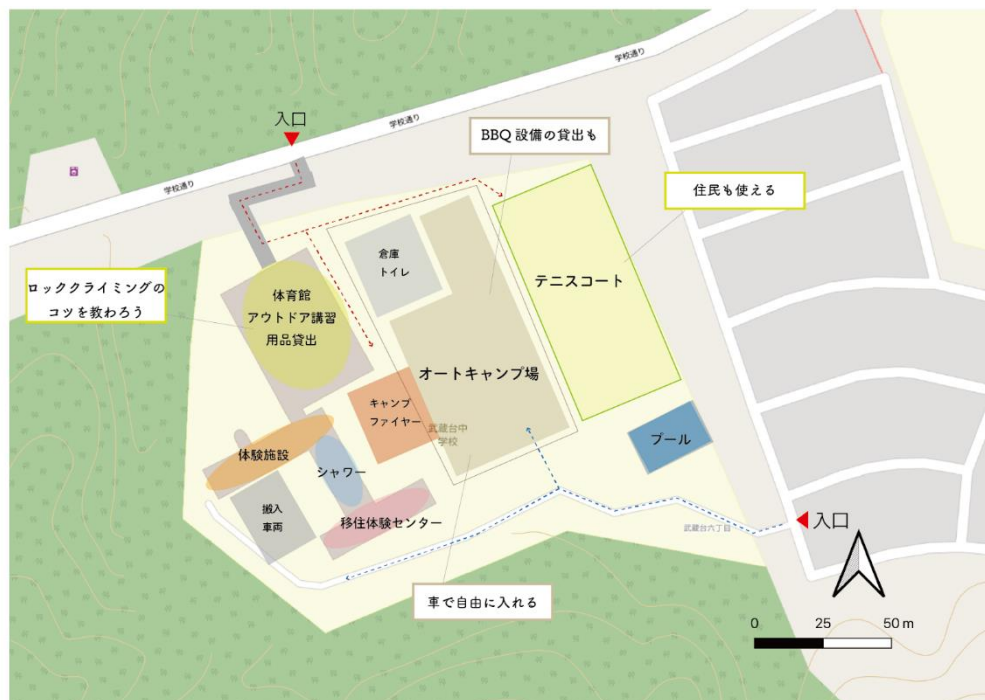 学校通り
入口
学校通り
学校通り
BBQ 設備の貸出も
住民も使える
倉庫
トイレ
テニスコート
ロッククライミングの
コツを教わろう
体育館
アウトドア講習
用品貸出
オートキャンプ場
キャンプ
ファイヤー
武蔵台中
学校
プール
体験施設
シャワー
搬入
車両
移住体験センター
武蔵台六丁目
入口
車で自由に入れる
0 25 50 m